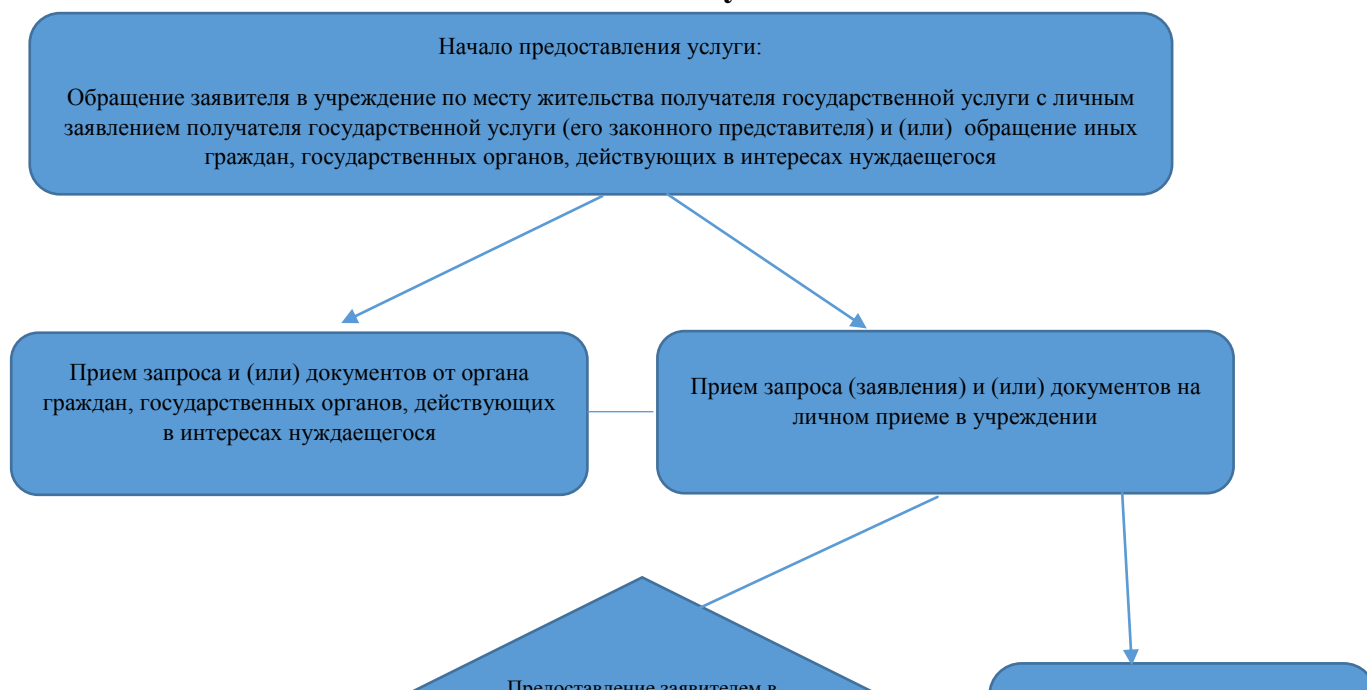 Начало предоставления услуги:
Обращение заявителя в учреждение по месту жительства получателя государственной услуги с личным
заявлением получателя государственной услуги (его законного представителя) и (или) обращение иных
граждан, государственных органов, действующих в интересах нуждаещегося
Прием запроса и (или) документов от органа
граждан, государственных органов, действующих
в интересах нуждаещегося
Прием запроса (заявления) и (или) документов на
личном приеме в учреждении
Предоставление заявителем в